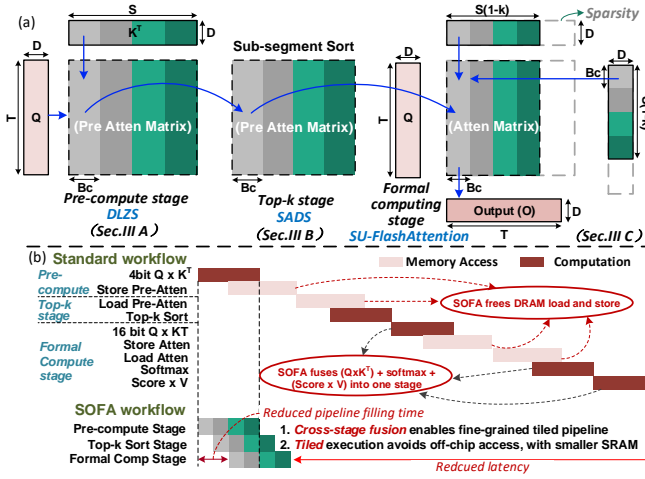 (a)
S
K^T
D
Sub-segment Sort
S(1-k)
Sparsity
D
D
D
D
Bc
T
Q
(Pre Atten Matrix)
(Pre Atten Matrix)
T
Q
(Atten Matrix)
S(1-k)
Bc
Bc
Bc
Pre-compute stage
DLZS
(Sec.III A)
Top-k stage
SADS
(Sec.III B)
Formal
computing
stage
SU-FlashAttention
Output (O)
D
T
(Sec.III C)
(b)
Standard workflow
Memory Access
Computation
Pre-
compute
4bit Q x K^T
Store Pre-Atten
Top-k
stage
Load Pre-Atten
Top-k Sort
SOFA frees DRAM load and store
Formal
Compute
stage
16 bit Q x KT
Store Atten
Load Atten
Softmax
Score x V
SOFA fuses (QxK^T) + softmax +
(Score x V) into one stage
SOFA workflow
Reduced pipeline filling time
Pre-compute Stage
Top-k Sort Stage
Formal Comp Stage
1. Cross-stage fusion enables fine-grained tiled pipeline
2. Tiled execution avoids off-chip access, with smaller SRAM
Redcued latency